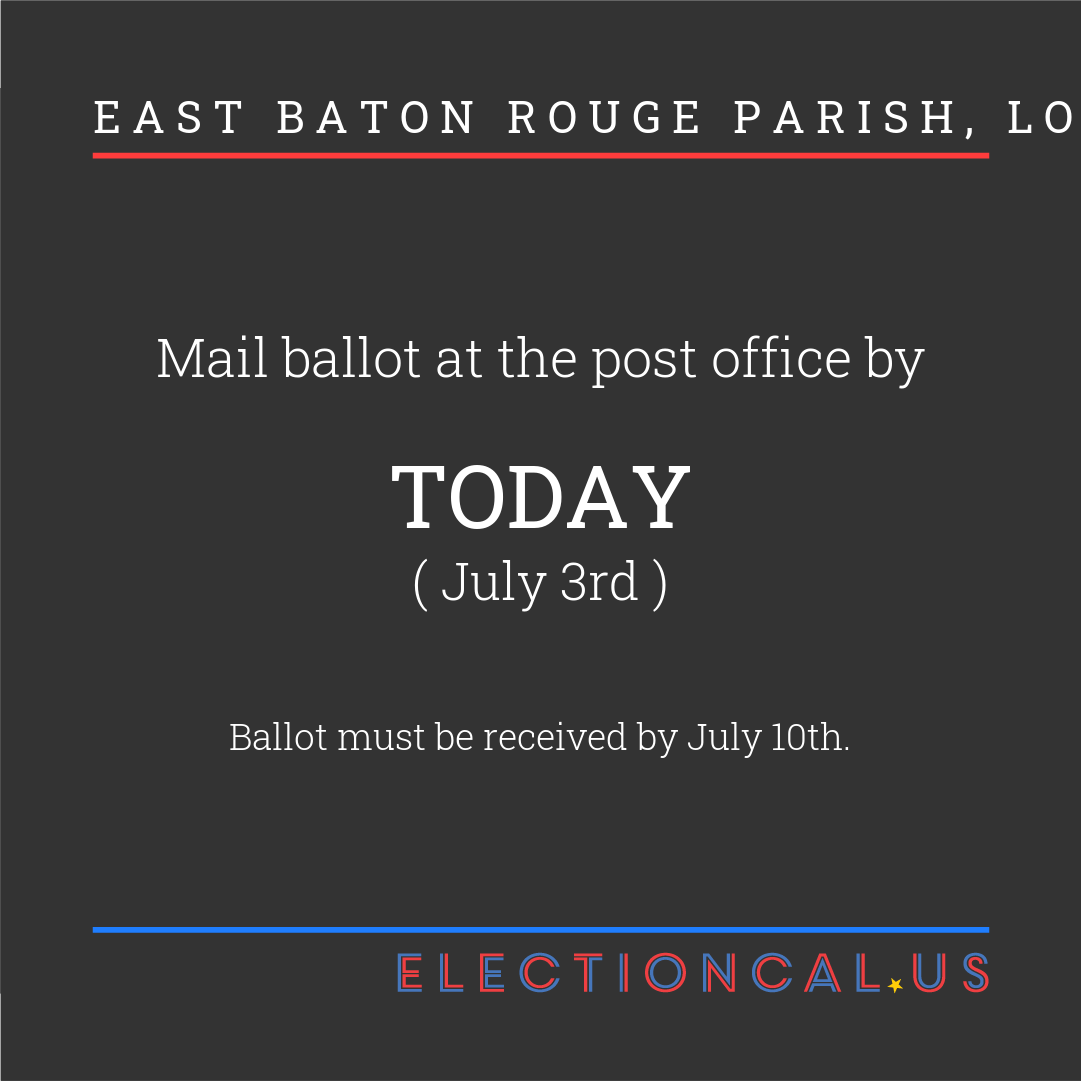 EAST BATON ROUGE PARISH, LO
Mail ballot at the post office by
TODAY
( July 3rd )
Ballot must be received by July 10th.
ELECTIONCAL.US